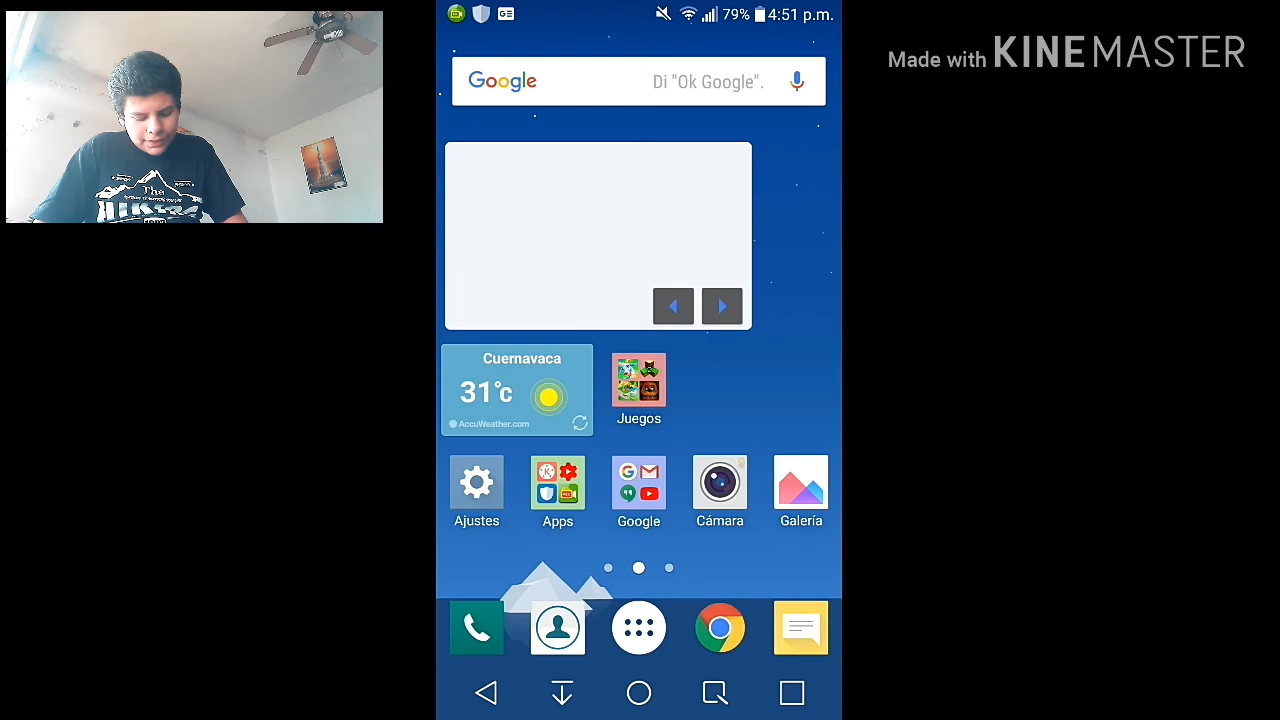 79% 4:51 p.m.
Made with KINEMASTER
Google Di "Ok Google".
The
Cuernavaca
31°c
AccuWeather.com
Juegos
Ajustes
Apps
Google
Cámara
Galería